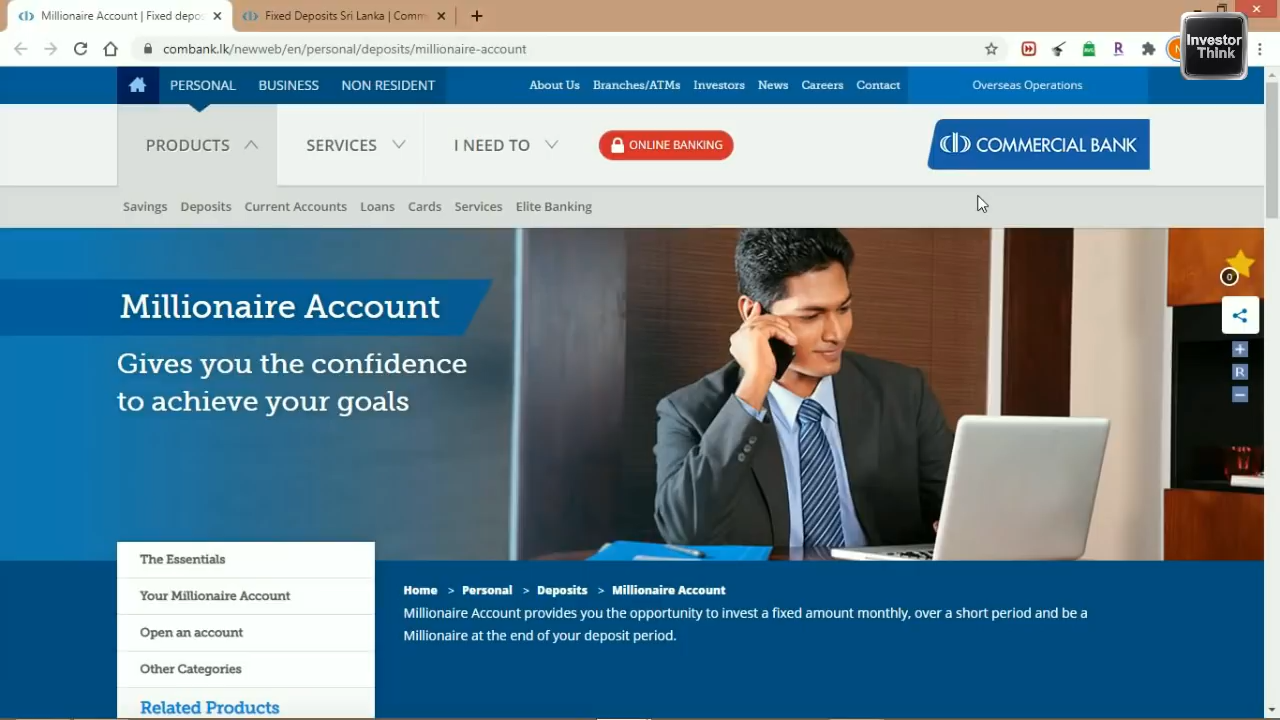 Millionaire Account | Fixed depos
Fixed Deposits Sri Lanka | Comm
combank.lk/newweb/en/personal/deposits/millionaire-account
Investor
Think
PERSONAL
BUSINESS
NON RESIDENT
About Us
Branches/ATMs
Investors
News
Careers
Contact
Overseas Operations
PRODUCTS
SERVICES
I NEED TO
ONLINE BANKING
COMMERCIAL BANK
Savings
Deposits
Current Accounts
Loans
Cards
Services
Elite Banking
Millionaire Account
Gives you the confidence
to achieve your goals
0
+
R
−
The Essentials
Your Millionaire Account
Open an account
Other Categories
Related Products
Home > Personal > Deposits > Millionaire Account
Millionaire Account provides you the opportunity to invest a fixed amount monthly, over a short period and be a
Millionaire at the end of your deposit period.